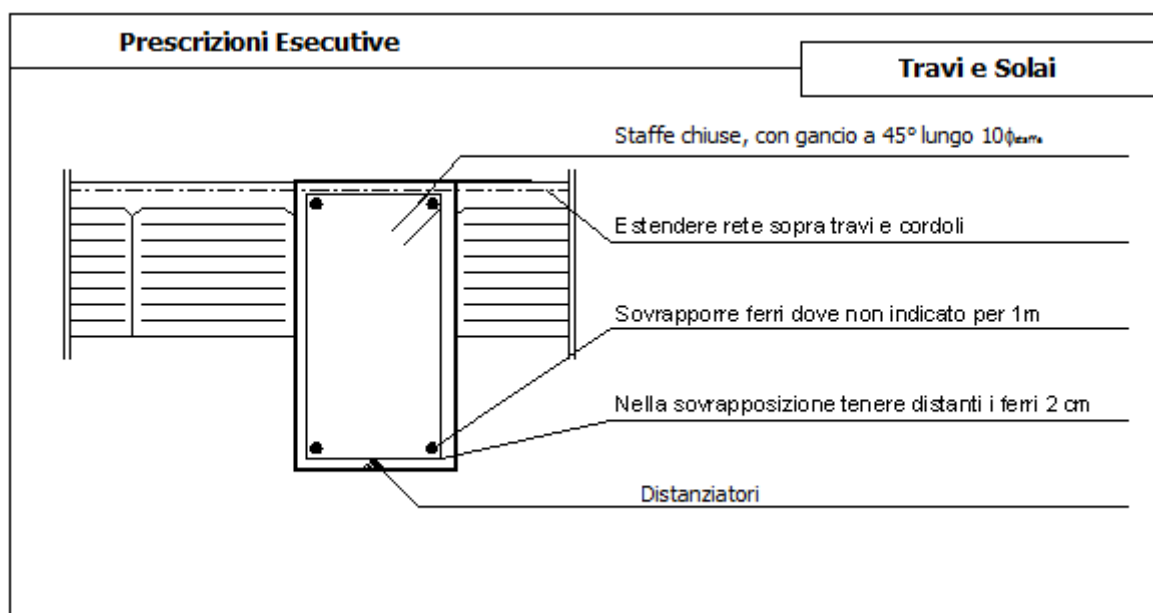 Prescrizioni Esecutive
Travi e Solai
Staffe chiuse, con gancio a 45° lungo 10ϕstaffa
Estendere rete sopra travi e cordoli
Sovrapporre ferri dove non indicato per 1m
Nella sovrapposizione tenere distanti i ferri 2 cm
Distanziatori